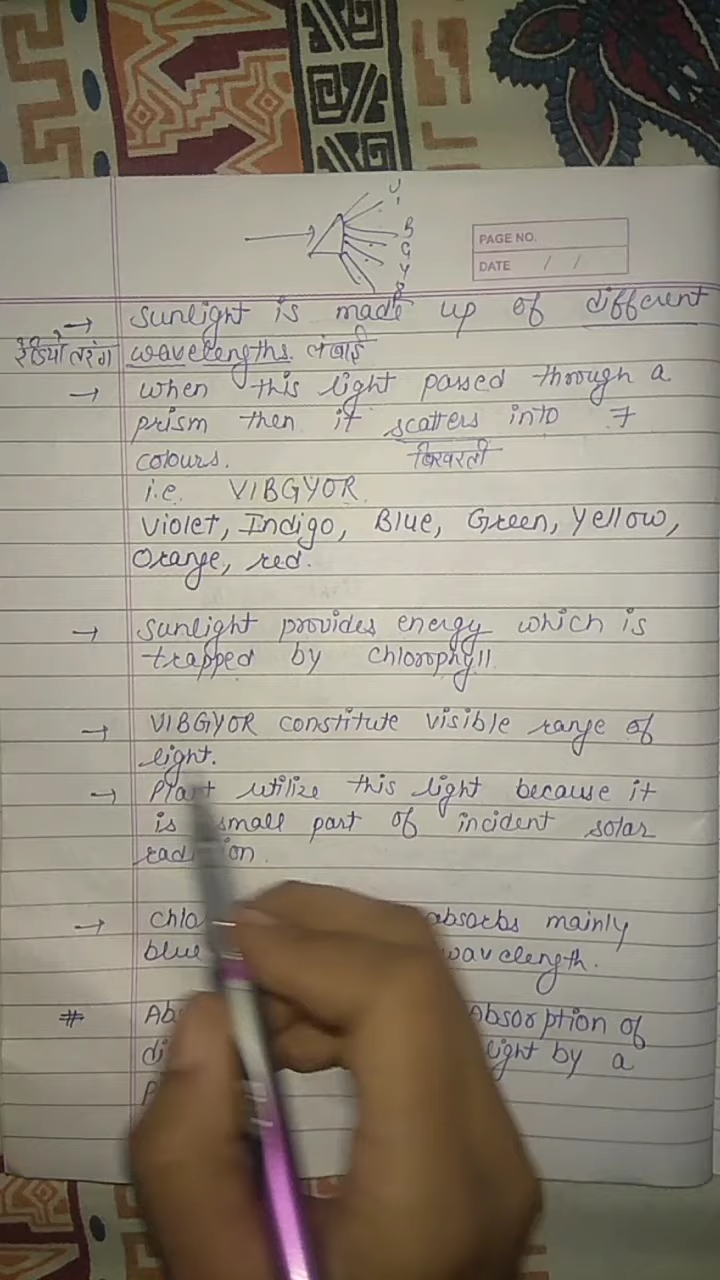 V
I
B
G
Y
PAGE NO.
DATE / /
→ sunlight is made up of different
रेडियो तरंग wavelengths. लंबाई
→ when this light passed through a
prism then it scatters into 7
colours. बिखरती
i.e. VIBGYOR
Violet, Indigo, Blue, Green, Yellow,
Orange, red.
→ sunlight provides energy which is
trapped by chlorophyll
→ VIBGYOR constitute visible range of
light.
→ Plant utilize this light because it
is small part of incident solar
radiation.
→ absorbs mainly
blue wavelength.
# Absorption of
light by a